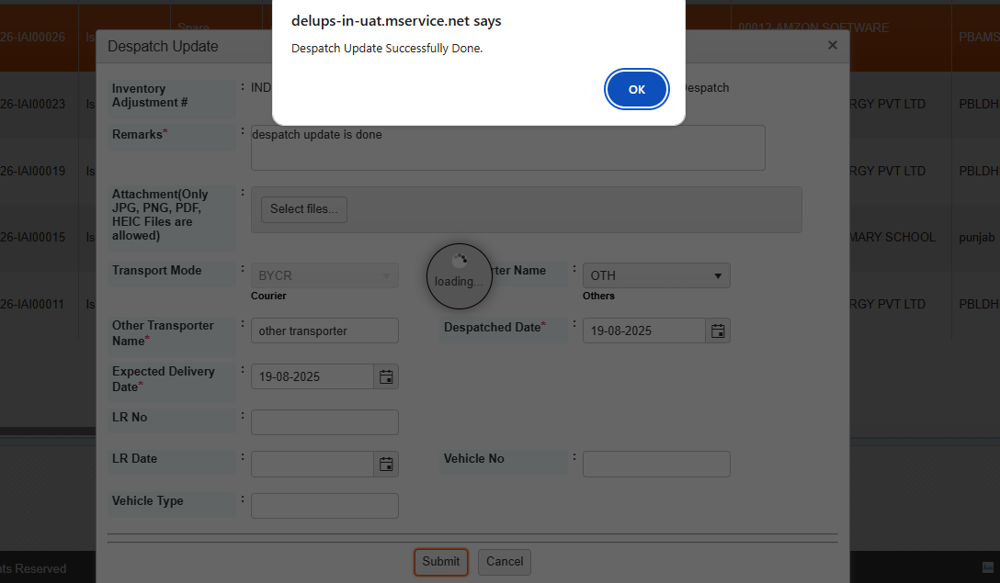 delups-in-uat.mservice.net says
Despatch Update Successfully Done.
OK
Spare
00012-AMZON SOFTWARE
26-IAI00026
Is
PBAMS
Despatch Update
Inventory
Adjustment #
:
IND
espatch
26-IAI00023
Is
RGY PVT LTD
PBLDH
Remarks*
:
despatch update is done
26-IAI00019
Is
RGY PVT LTD
PBLDH
Attachment(Only
JPG, PNG, PDF,
HEIC Files are
allowed)
:
Select files...
26-IAI00015
Is
MARY SCHOOL
punjab
Transport Mode
:
BYCR
Courier
loading...
rter Name
:
OTH
Others
26-IAI00011
Is
RGY PVT LTD
PBLDH
Other Transporter
Name*
:
other transporter
Despatched Date*
:
19-08-2025
Expected Delivery
Date*
:
19-08-2025
LR No
:
LR Date
:
Vehicle No
:
Vehicle Type
:
Submit
Cancel
ts Reserved